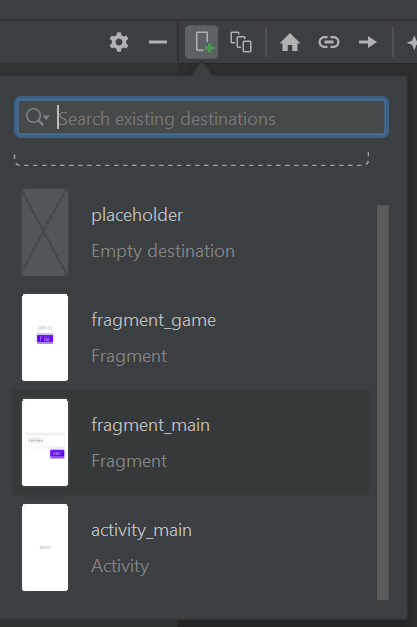 Search existing destinations
placeholder
Empty destination
fragment_game
Fragment
fragment_main
Fragment
activity_main
Activity